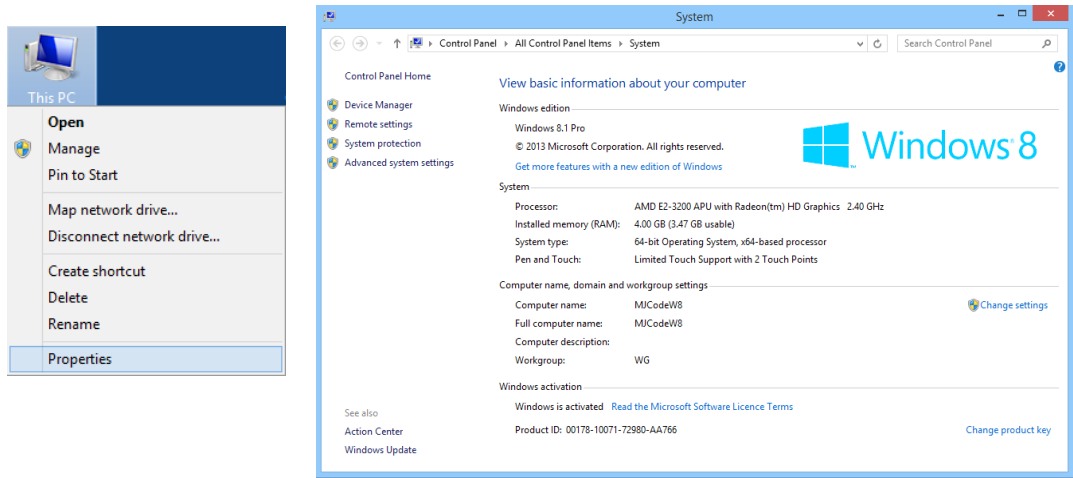 This PC
Open
Manage
Pin to Start
Map network drive...
Disconnect network drive...
Create shortcut
Delete
Rename
Properties
System
Control Panel All Control Panel Items System
Search Control Panel
Control Panel Home
Device Manager
Remote settings
System protection
Advanced system settings
See also
Action Center
Windows Update
View basic information about your computer
Windows edition
Windows 8.1 Pro
© 2013 Microsoft Corporation. All rights reserved.
Get more features with a new edition of Windows
Windows 8
System
Processor: AMD E2-3200 APU with Radeon(tm) HD Graphics 2.40 GHz
Installed memory (RAM): 4.00 GB (3.47 GB usable)
System type: 64-bit Operating System, x64-based processor
Pen and Touch: Limited Touch Support with 2 Touch Points
Computer name, domain and workgroup settings
Computer name: MJCodeW8
Change settings
Full computer name: MJCodeW8
Computer description:
Workgroup: WG
Windows activation
Windows is activated Read the Microsoft Software Licence Terms
Product ID: 00178-10071-72980-AA766
Change product key